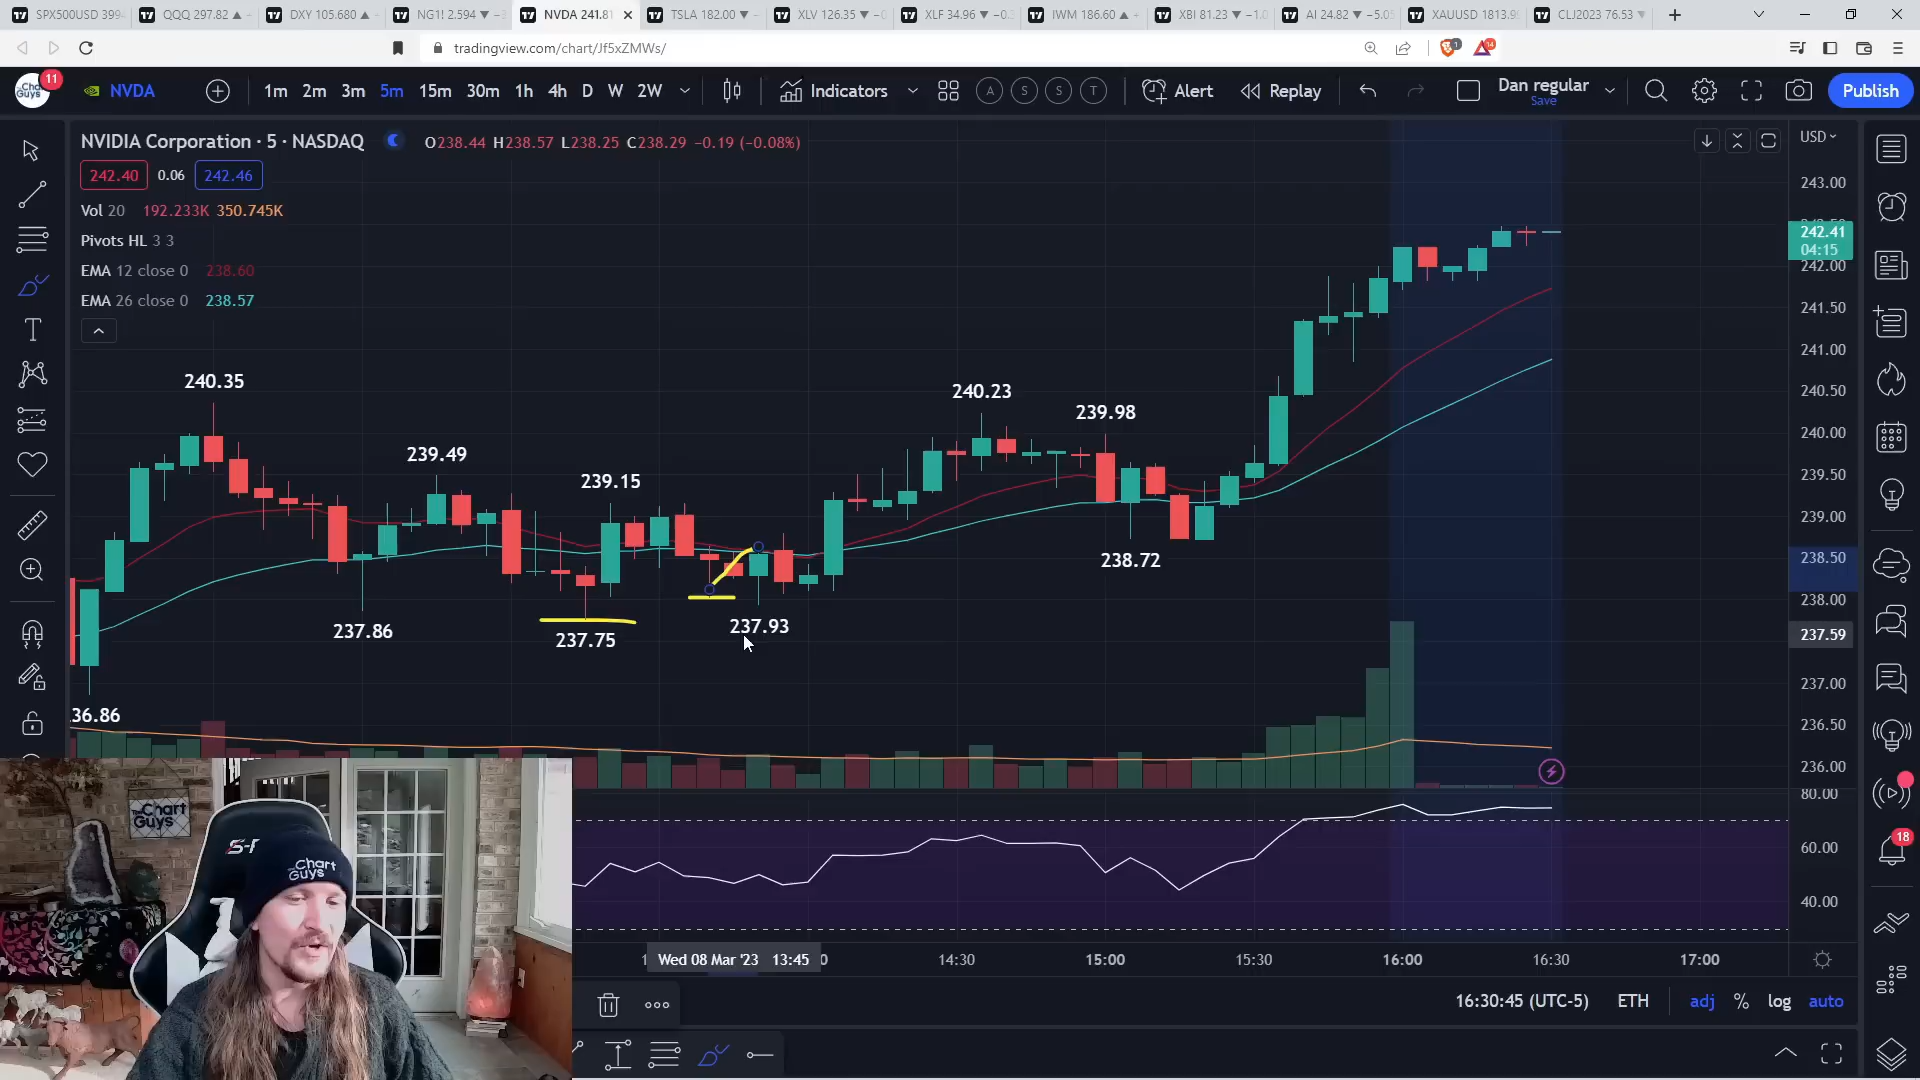 SPX500USD 399
QQQ 297.82
DXY 105.680
NG1! 2.594
NVDA 241.81
TSLA 182.00
XLV 126.35
XLF 34.96
IWM 186.60
XBI 81.23
AI 24.82
XAUUSD 1813.9
CLJ2023 76.53
tradingview.com/chart/Jf5xZMWs/
11
NVDA
1m 2m 3m 5m 15m 30m 1h 4h D W 2W
Indicators
A S S T
Alert
Replay
Dan regular
Save
Publish
NVIDIA Corporation · 5 · NASDAQ
O238.44 H238.57 L238.25 C238.29 −0.19 (−0.08%)
USD
242.40 0.06 242.46
Vol 20 192.233K 350.745K
Pivots HL 3 3
EMA 12 close 0 238.60
EMA 26 close 0 238.57
243.00
242.41
04:15
242.00
241.50
241.00
240.50
240.00
239.50
239.00
238.50
238.00
237.59
237.00
236.50
236.00
80.00
60.00
40.00
240.35
239.49
239.15
240.23
239.98
237.86
237.75
237.93
238.72
36.86
Wed 08 Mar '23 13:45
14:30 15:00 15:30 16:00 16:30 17:00
16:30:45 (UTC-5) ETH adj % log auto
18
Chart
Guys
The Chart
Guys